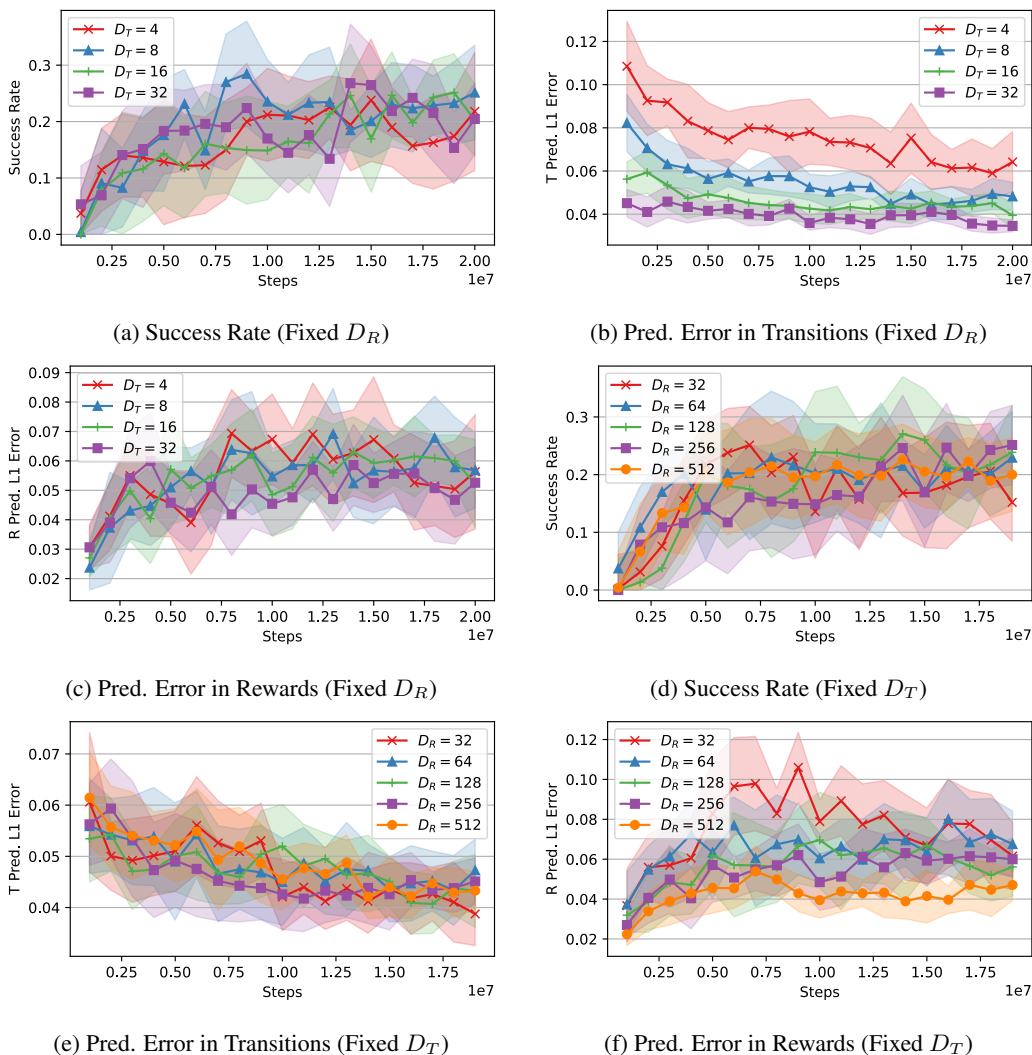 D_T = 4
D_T = 8
D_T = 16
D_T = 32
Success Rate
0.3
0.2
0.1
0.0
0.25 0.50 0.75 1.00 1.25 1.50 1.75 2.00
Steps
1e7
(a) Success Rate (Fixed D_R)
D_T = 4
D_T = 8
D_T = 16
D_T = 32
T Pred. L1 Error
0.12
0.10
0.08
0.06
0.04
0.25 0.50 0.75 1.00 1.25 1.50 1.75 2.00
Steps
1e7
(b) Pred. Error in Transitions (Fixed D_R)
D_T = 4
D_T = 8
D_T = 16
D_T = 32
R Pred. L1 Error
0.09
0.08
0.07
0.06
0.05
0.04
0.03
0.02
0.25 0.50 0.75 1.00 1.25 1.50 1.75 2.00
Steps
1e7
(c) Pred. Error in Rewards (Fixed D_R)
D_R = 32
D_R = 64
D_R = 128
D_R = 256
D_R = 512
Success Rate
0.3
0.2
0.1
0.0
0.25 0.50 0.75 1.00 1.25 1.50 1.75
Steps
1e7
(d) Success Rate (Fixed D_T)
D_R = 32
D_R = 64
D_R = 128
D_R = 256
D_R = 512
T Pred. L1 Error
0.07
0.06
0.05
0.04
0.25 0.50 0.75 1.00 1.25 1.50 1.75
Steps
1e7
(e) Pred. Error in Transitions (Fixed D_T)
D_R = 32
D_R = 64
D_R = 128
D_R = 256
D_R = 512
R Pred. L1 Error
0.12
0.10
0.08
0.06
0.04
0.02
0.25 0.50 0.75 1.00 1.25 1.50 1.75
Steps
1e7
(f) Pred. Error in Rewards (Fixed D_T)